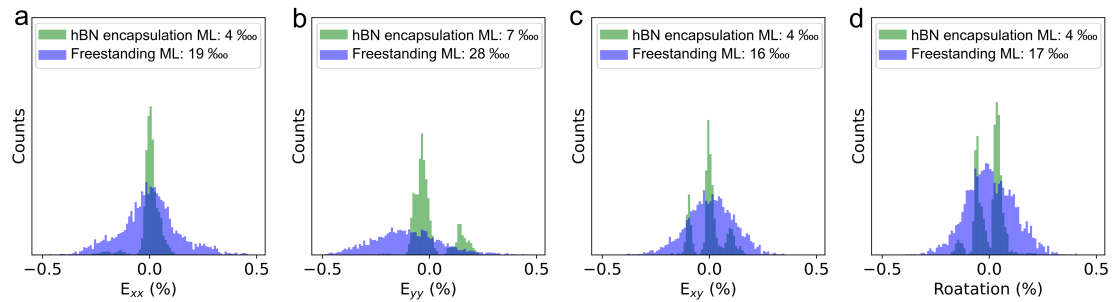 a
hBN encapsulation ML: 4 ‱
Freestanding ML: 19 ‱
Counts
−0.5 0.0 0.5
E_xx (%)
b
hBN encapsulation ML: 7 ‱
Freestanding ML: 28 ‱
Counts
−0.5 0.0 0.5
E_yy (%)
c
hBN encapsulation ML: 4 ‱
Freestanding ML: 16 ‱
Counts
−0.5 0.0 0.5
E_xy (%)
d
hBN encapsulation ML: 4 ‱
Freestanding ML: 17 ‱
Counts
−0.5 0.0 0.5
Roatation (%)